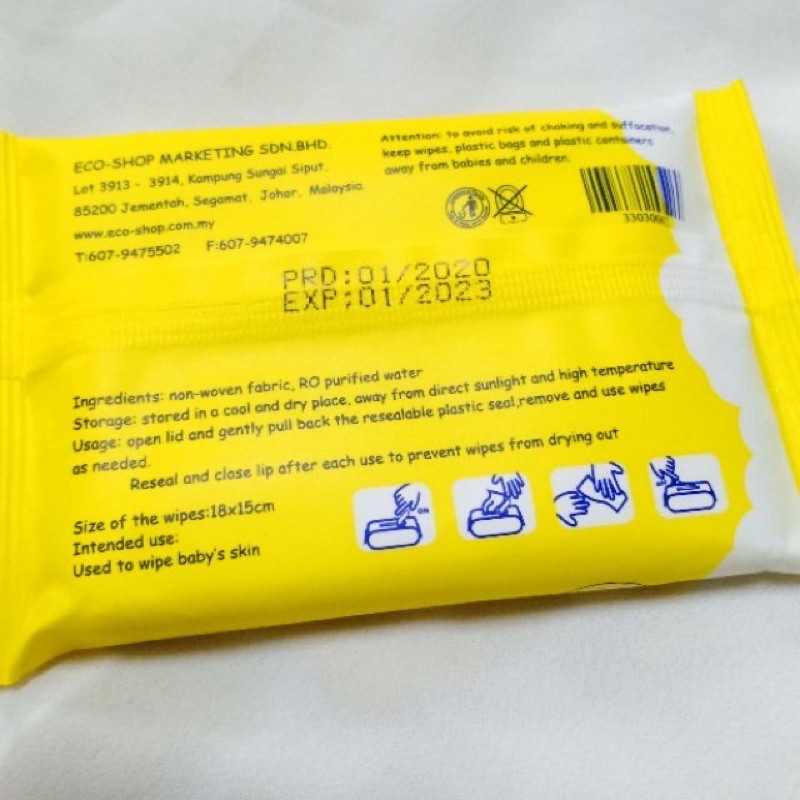 ECO-SHOP MARKETING SDN.BHD.
Lot 3913 - 3914, Kampung Sungai Siput,
85200 Jementah, Segamat, Johor, Malaysia.
www.eco-shop.com.my
T:607-9475502 F:607-9474007
Attention: To avoid risk of choking and suffocation,
keep wipes, plastic bags and plastic containers
away from babies and children.
PRD:01/2020
EXP:01/2023
Ingredients: non-woven fabric, RO purified water
Storage: stored in a cool and dry place, away from direct sunlight and high temperature
Usage: open lid and gently pull back the resealable plastic seal,remove and use wipes
as needed.
Reseal and close lip after each use to prevent wipes from drying out
Size of the wipes:18x15cm
Intended use:
Used to wipe baby's skin